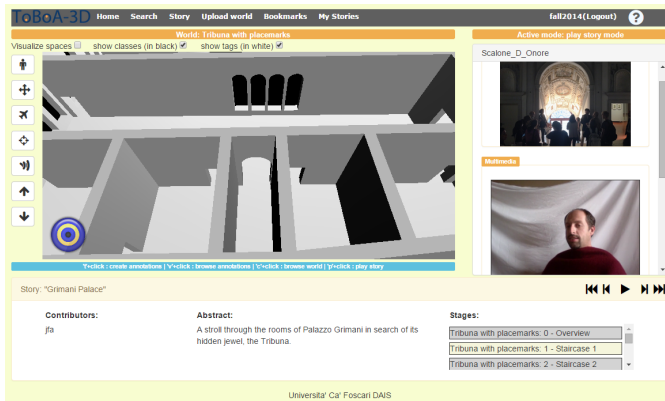 ToBoA-3D Home Search Story Upload world Bookmarks My Stories fall2014(Logout) ?
World: Tribuna with placemarks
Active mode: play story mode
Visualize spaces show classes (in black) show tags (in white)
Scalone_D_Onore
Multimedia
'f'+click : create annotations | 'v'+click : browse annotations | 'c'+click : browse world | 'p'+click : play story
Story: "Grimani Palace"
Contributors: Abstract: Stages:
jfa
A stroll through the rooms of Palazzo Grimani in search of its
hidden jewel, the Tribuna.
Tribuna with placemarks: 0 - Overview
Tribuna with placemarks: 1 - Staircase 1
Tribuna with placemarks: 2 - Staircase 2
Universita' Ca' Foscari DAIS